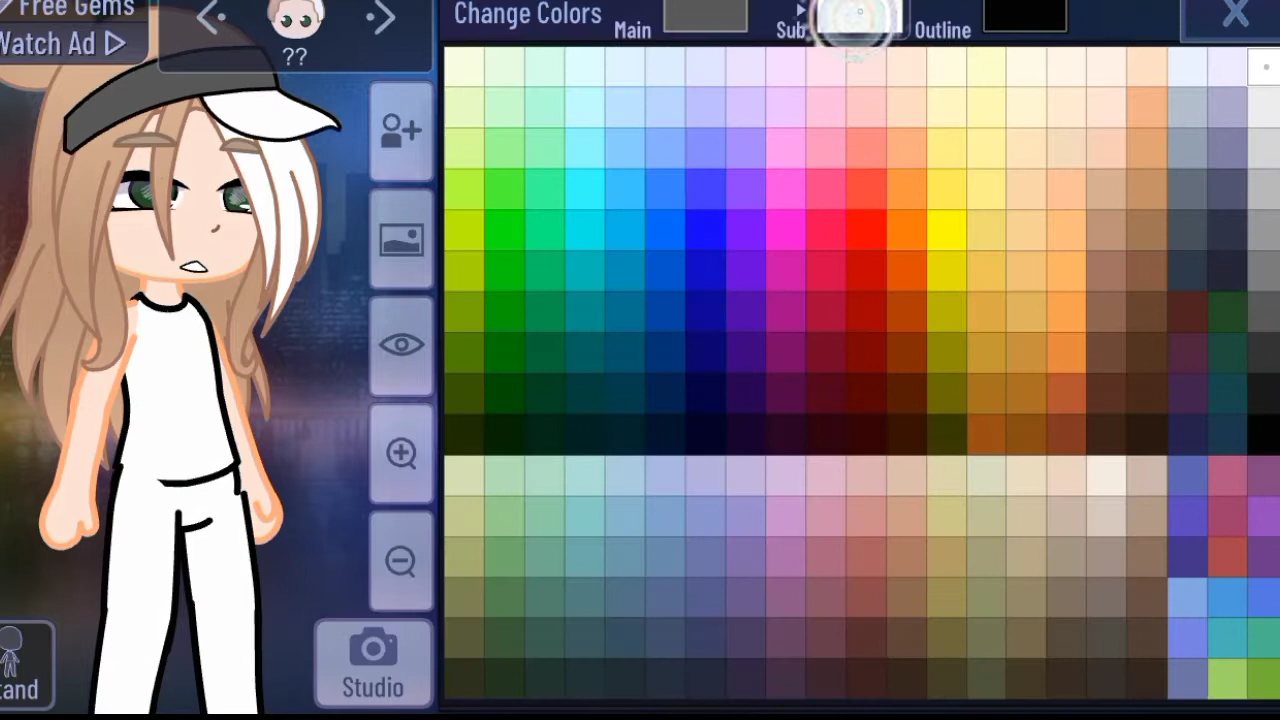 Free Gems
Watch Ad
??
Change Colors
Main
Sub
Outline
X
Studio
tand